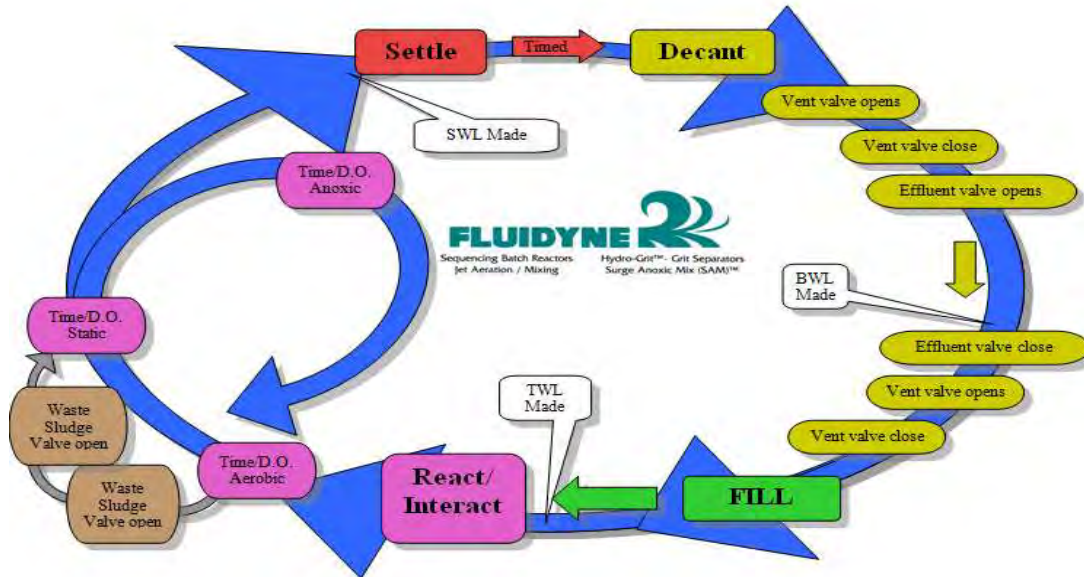 Settle
Timed
Decant
Vent valve opens
Vent valve close
Effluent valve opens
SWL Made
Time/D.O.
Anoxic
FLUIDYNE
Sequencing Batch Reactors
Jet Aeration / Mixing
Hydro-Grit™- Grit Separators
Surge Anoxic Mix (SAM)™
BWL
Made
Time/D.O.
Static
Effluent valve close
Vent valve opens
Vent valve close
TWL
Made
Waste
Sludge
Valve open
Waste
Sludge
Valve open
Time/D.O.
Aerobic
React/
Interact
FILL